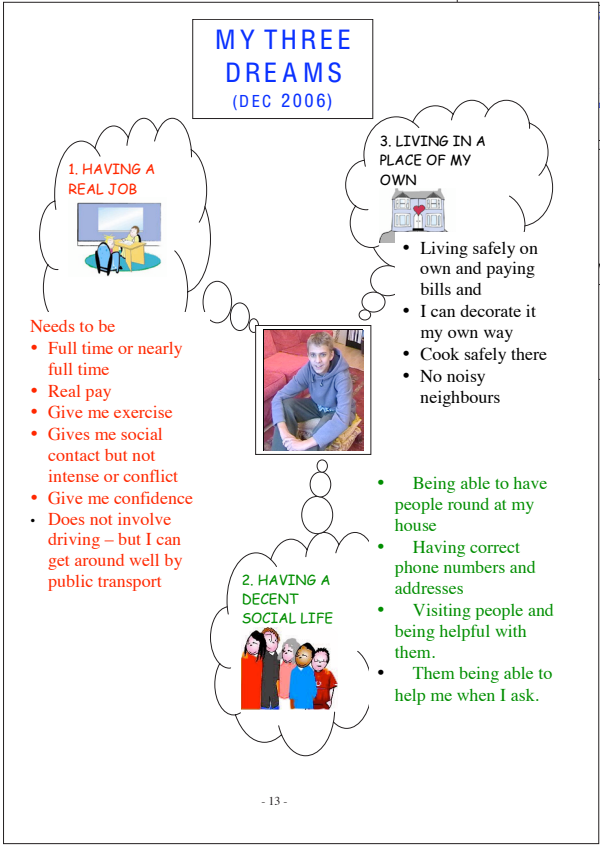 MY THREE
DREAMS
(DEC 2006)
1. HAVING A
REAL JOB
Needs to be
• Full time or nearly
full time
• Real pay
• Give me exercise
• Gives me social
contact but not
intense or conflict
• Give me confidence
• Does not involve
driving – but I can
get around well by
public transport
3. LIVING IN A
PLACE OF MY
OWN
• Living safely on
own and paying
bills and
• I can decorate it
my own way
• Cook safely there
• No noisy
neighbours
2. HAVING A
DECENT
SOCIAL LIFE
• Being able to have
people round at my
house
• Having correct
phone numbers and
addresses
• Visiting people and
being helpful with
them.
• Them being able to
help me when I ask.
- 13 -